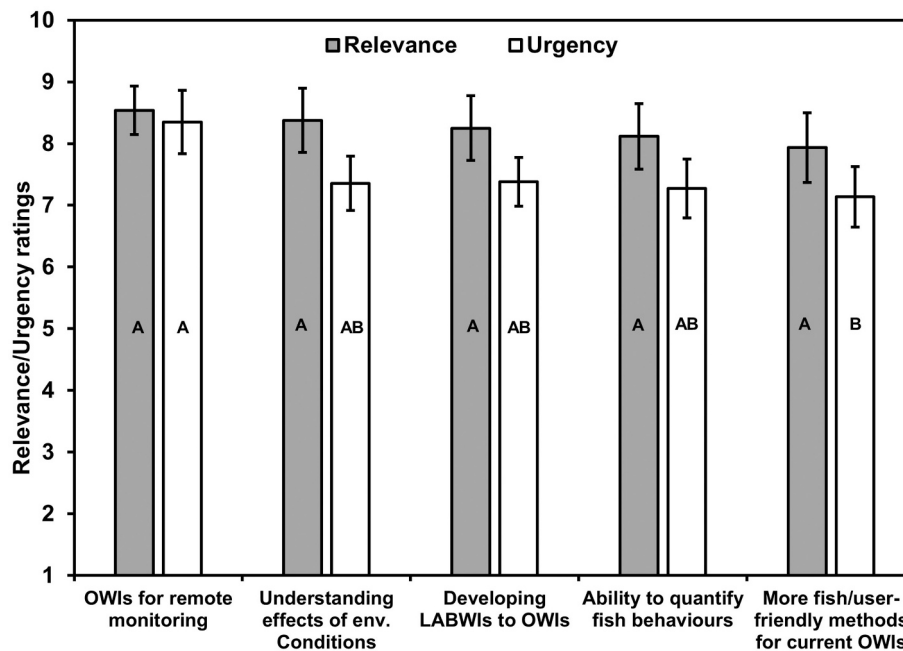 Relevance/Urgency ratings
10
9
8
7
6
5
4
3
2
1
Relevance Urgency
A A A AB A AB A AB A B
OWIs for remote
monitoring
Understanding
effects of env.
Conditions
Developing
LABWIs to OWIs
Ability to quantify
fish behaviours
More fish/user-
friendly methods
for current OWIs